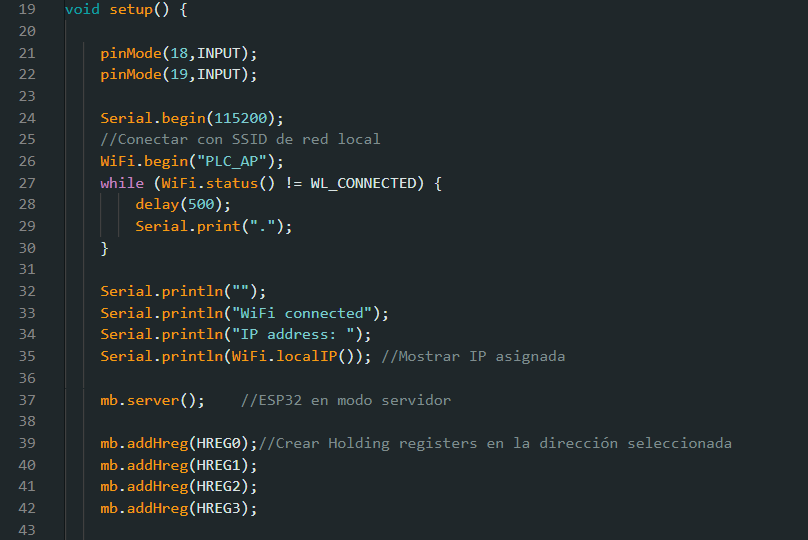 19 void setup() {
20
21 pinMode(18,INPUT);
22 pinMode(19,INPUT);
23
24 Serial.begin(115200);
25 //Conectar con SSID de red local
26 WiFi.begin("PLC_AP");
27 while (WiFi.status() != WL_CONNECTED) {
28 delay(500);
29 Serial.print(".");
30 }
31
32 Serial.println("");
33 Serial.println("WiFi connected");
34 Serial.println("IP address: ");
35 Serial.println(WiFi.localIP()); //Mostrar IP asignada
36
37 mb.server(); //ESP32 en modo servidor
38
39 mb.addHreg(HREG0);//Crear Holding registers en la dirección seleccionada
40 mb.addHreg(HREG1);
41 mb.addHreg(HREG2);
42 mb.addHreg(HREG3);
43